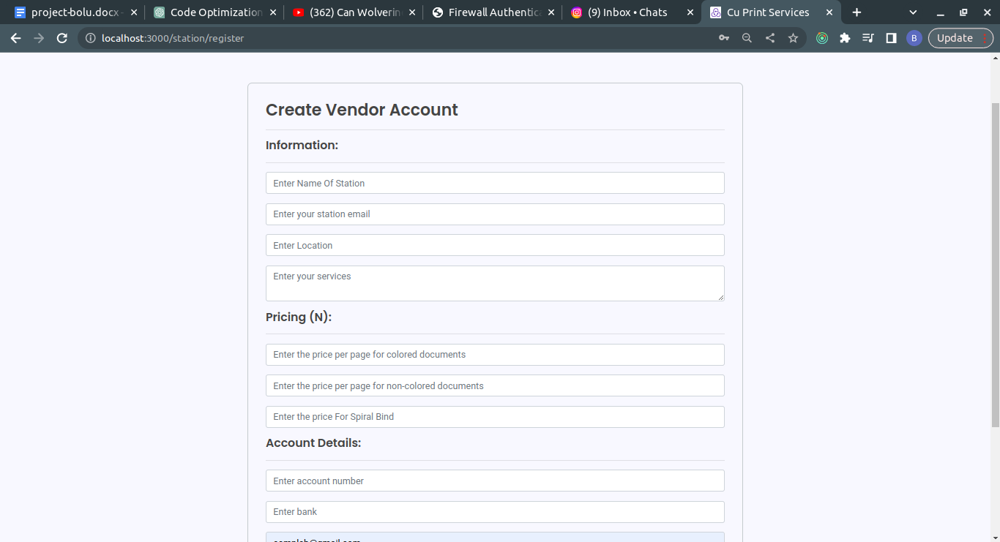 project-bolu.docx -
Code Optimization
(362) Can Wolverin
Firewall Authentica
(9) Inbox • Chats
Cu Print Services
localhost:3000/station/register
B
Update
Create Vendor Account
Information:
Enter Name Of Station
Enter your station email
Enter Location
Enter your services
Pricing (N):
Enter the price per page for colored documents
Enter the price per page for non-colored documents
Enter the price For Spiral Bind
Account Details:
Enter account number
Enter bank